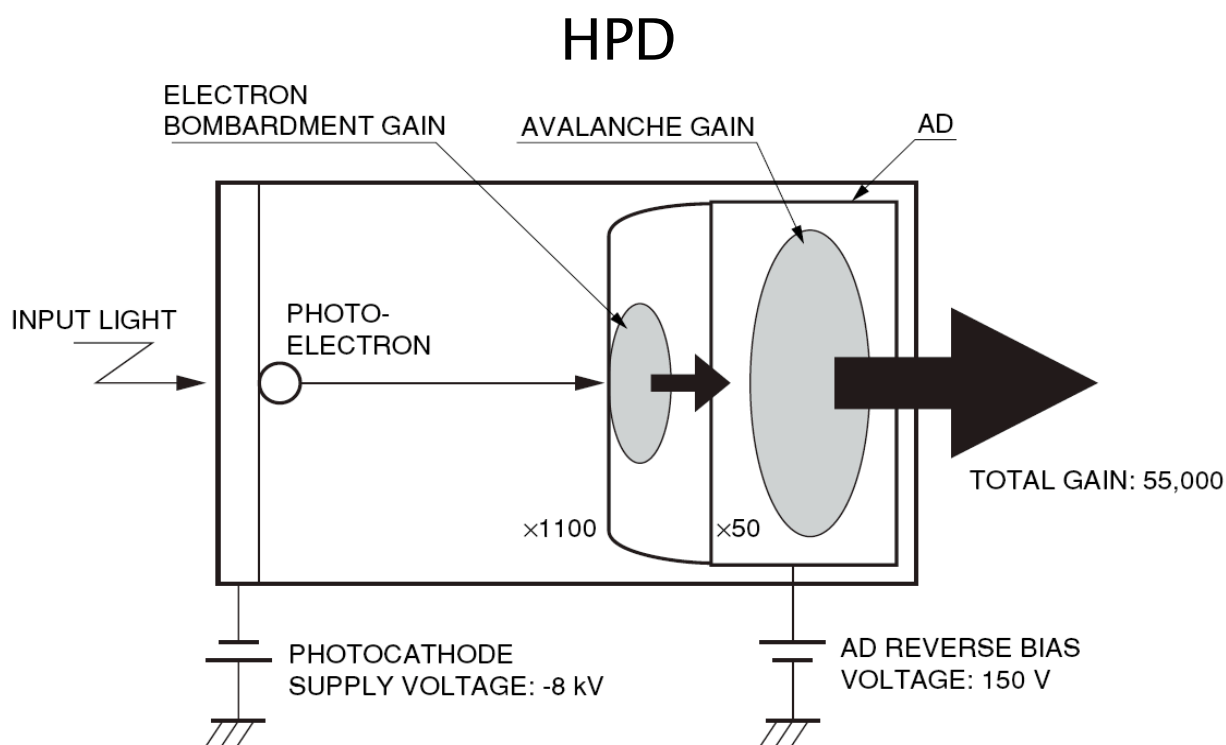 HPD
ELECTRON
BOMBARDMENT GAIN
AVALANCHE GAIN
AD
INPUT LIGHT
PHOTO-
ELECTRON
TOTAL GAIN: 55,000
×1100
×50
PHOTOCATHODE
SUPPLY VOLTAGE: -8 kV
AD REVERSE BIAS
VOLTAGE: 150 V